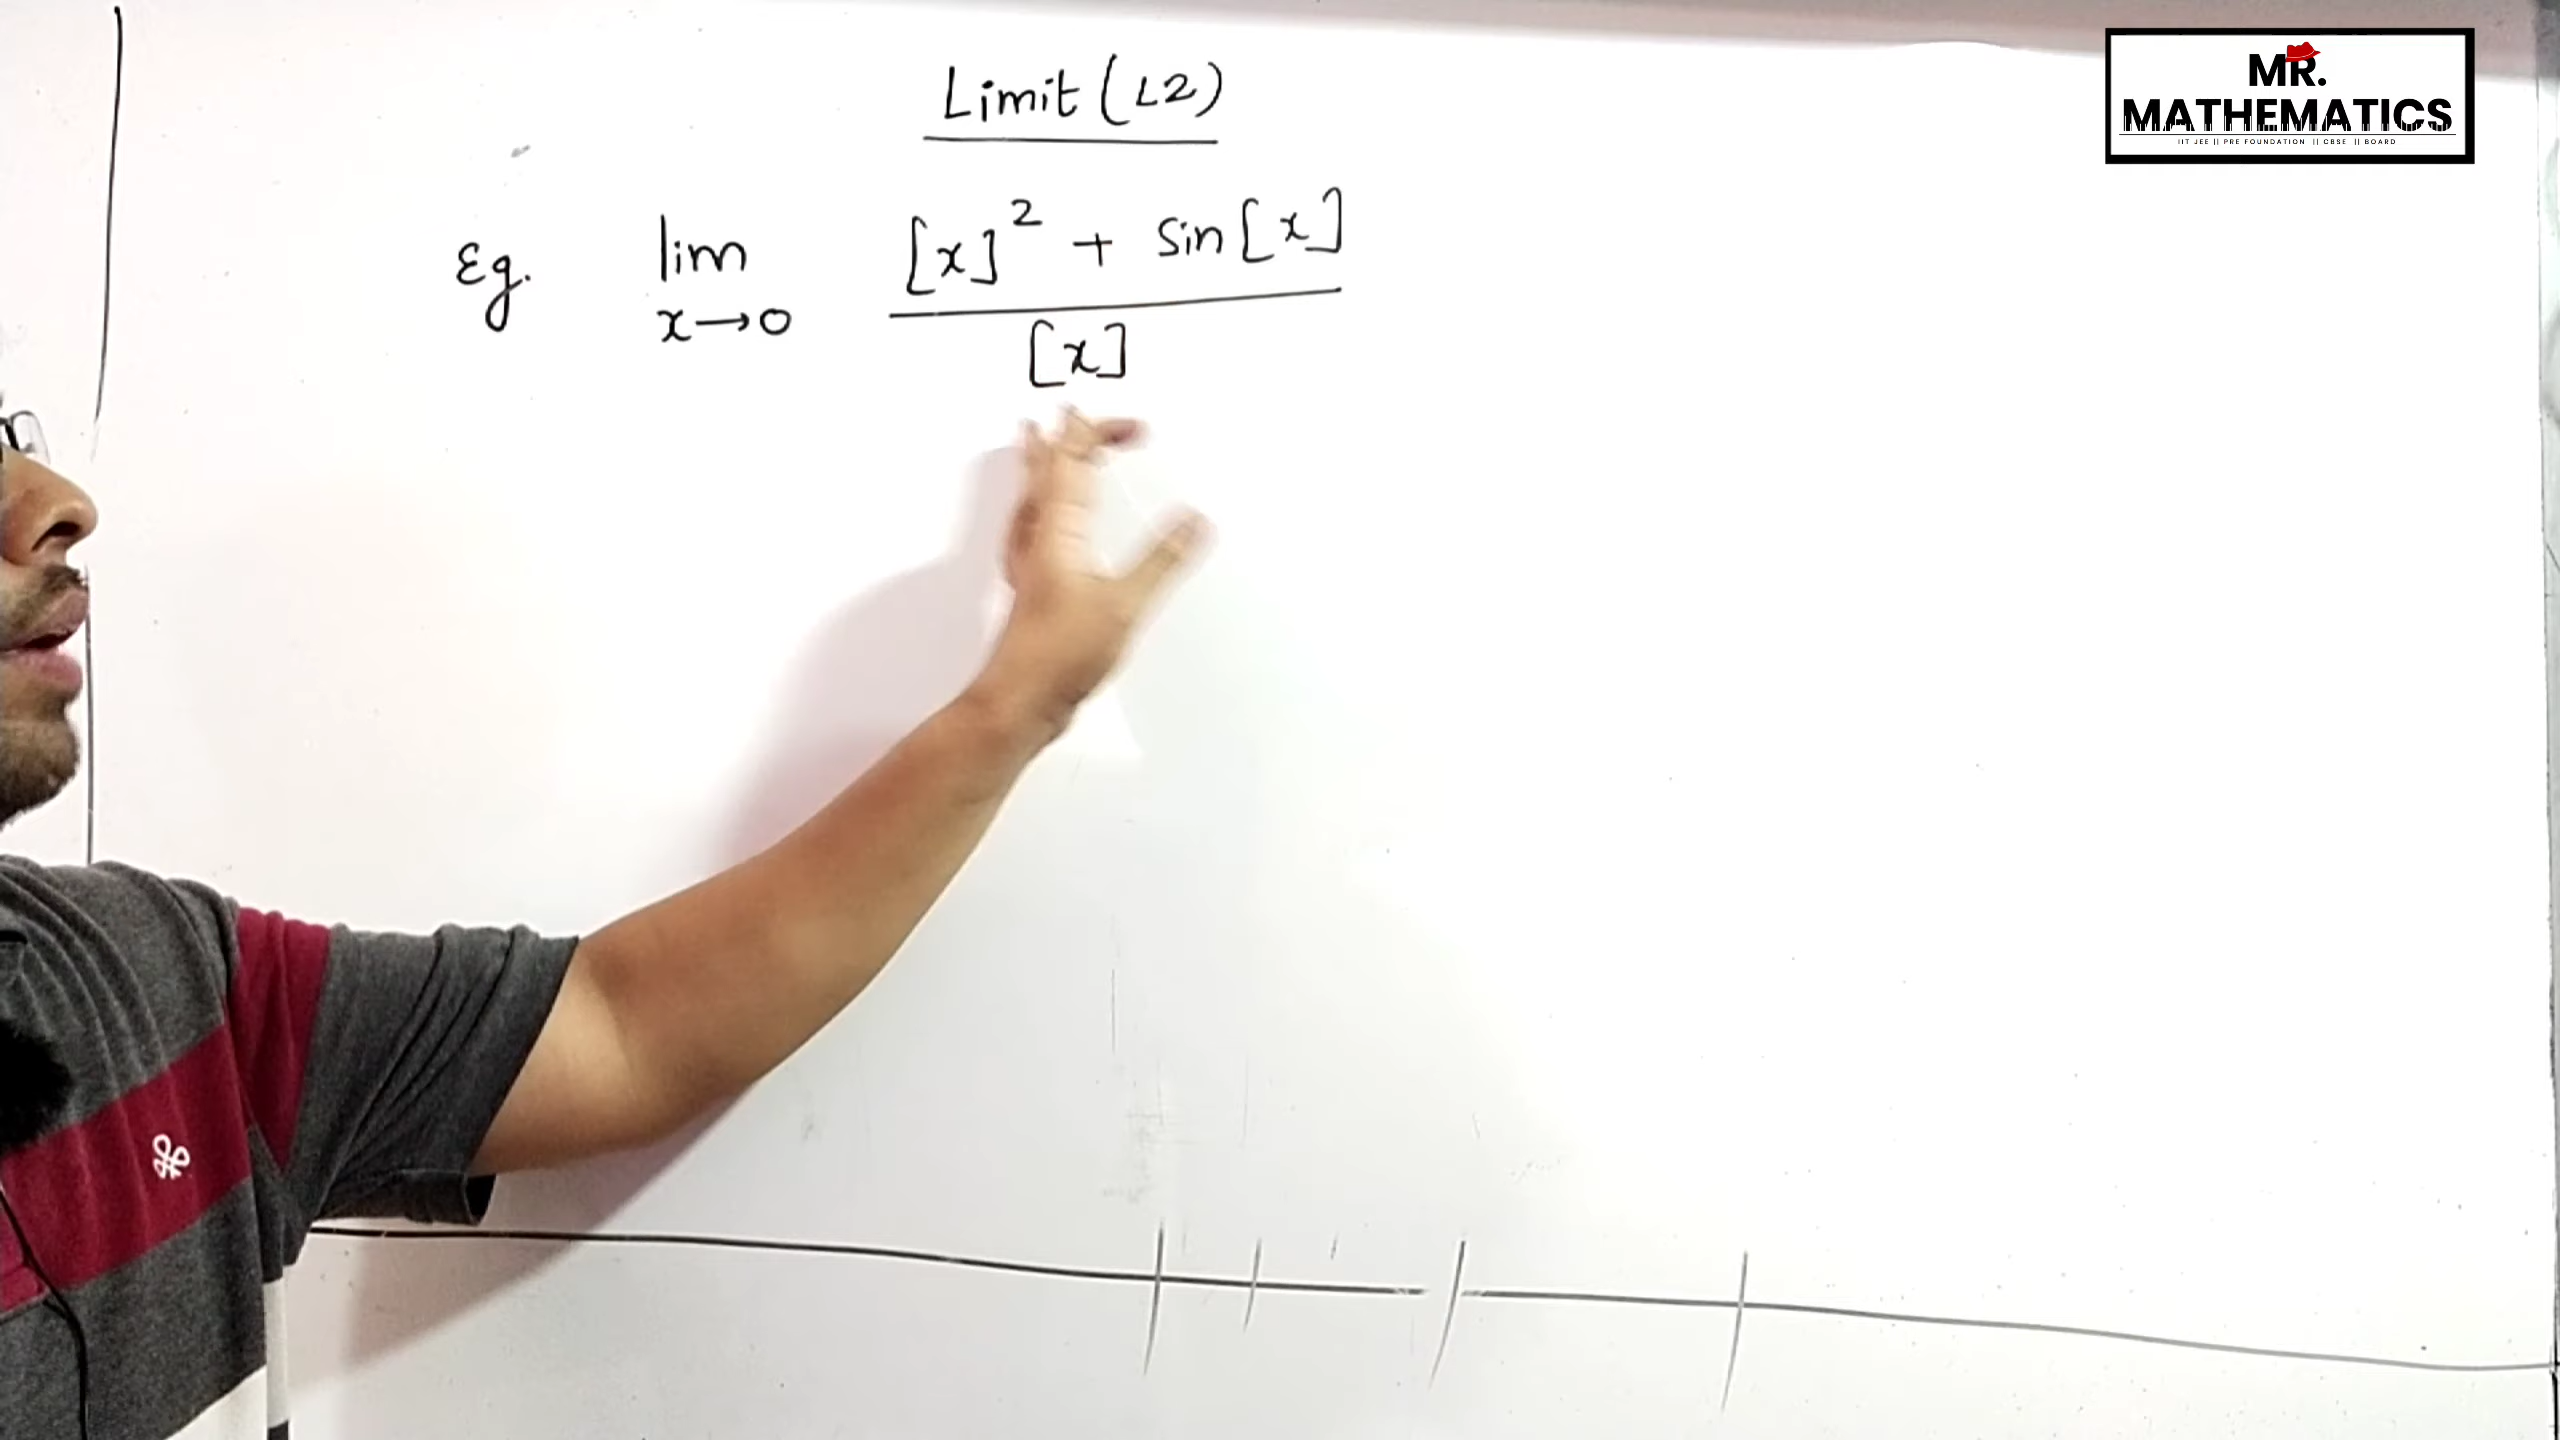 Limit (L2)
Eg. lim x→0 [x]² + Sin[x] / [x]
MR.
MATHEMATICS
IIT JEE || PRE FOUNDATION || CBSE || BOARD